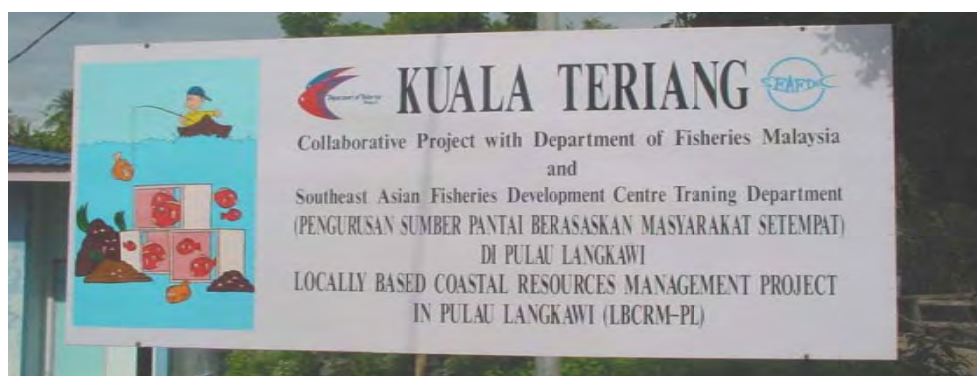 KUALA TERIANG
SEAFDEC
Collaborative Project with Department of Fisheries Malaysia
and
Southeast Asian Fisheries Development Centre Traning Department
(PENGURUSAN SUMBER PANTAI BERASASKAN MASYARAKAT SETEMPAT)
DI PULAU LANGKAWI
LOCALLY BASED COASTAL RESOURCES MANAGEMENT PROJECT
IN PULAU LANGKAWI (LBCRM-PL)